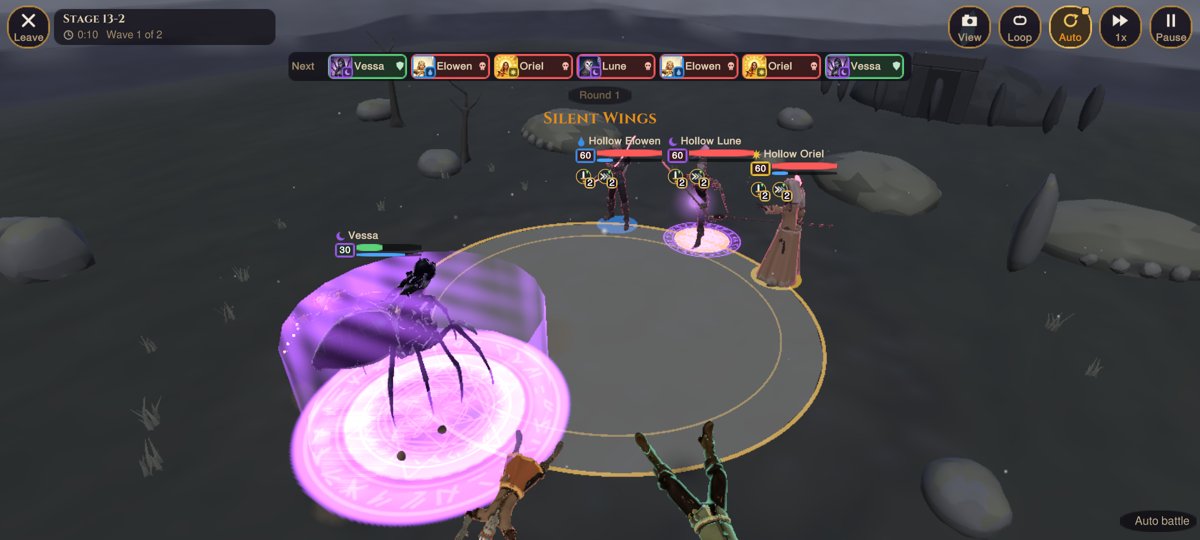 Leave
STAGE 13-2
0:10 Wave 1 of 2
View
Loop
Auto
1x
Pause
Next
Vessa
Elowen
Oriel
Lune
Elowen
Oriel
Vessa
Round 1
SILENT WINGS
Hollow Elowen
60
2
2
Hollow Lune
60
2
2
Hollow Oriel
60
2
2
Vessa
30
Auto battle